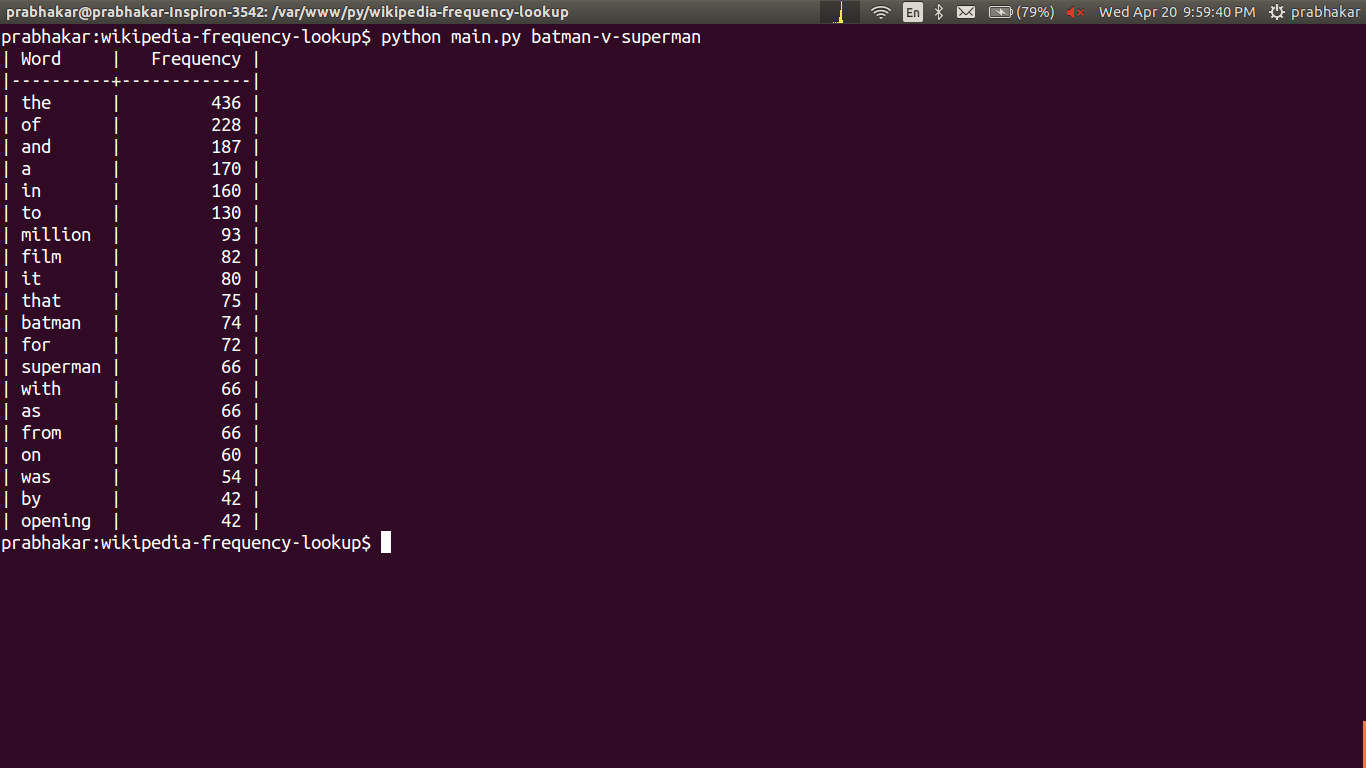 prabhakar@prabhakar-Inspiron-3542: /var/www/py/wikipedia-frequency-lookup En (79%) Wed Apr 20 9:59:40 PM prabhakar
prabhakar:wikipedia-frequency-lookup$ python main.py batman-v-superman
| Word     |   Frequency |
|----------+-------------|
| the      |         436 |
| of       |         228 |
| and      |         187 |
| a        |         170 |
| in       |         160 |
| to       |         130 |
| million  |          93 |
| film     |          82 |
| it       |          80 |
| that     |          75 |
| batman   |          74 |
| for      |          72 |
| superman |          66 |
| with     |          66 |
| as       |          66 |
| from     |          66 |
| on       |          60 |
| was      |          54 |
| by       |          42 |
| opening  |          42 |
prabhakar:wikipedia-frequency-lookup$